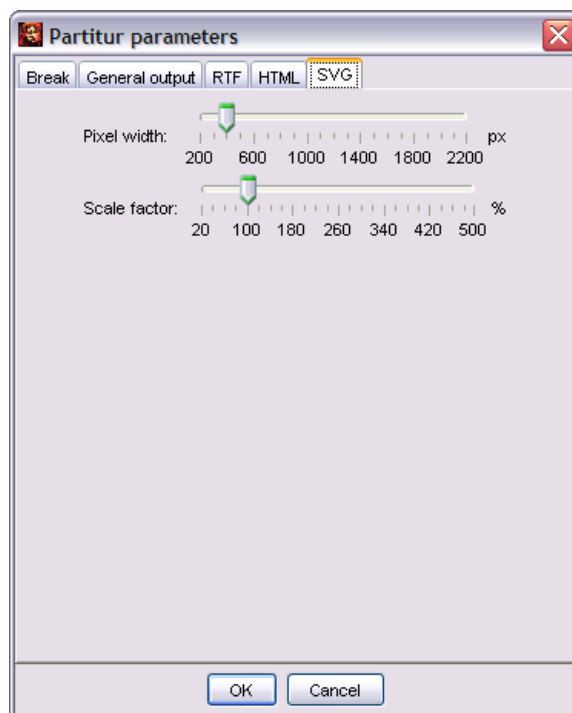 Partitur parameters
Break General output RTF HTML SVG
Pixel width: px
200 600 1000 1400 1800 2200
Scale factor: %
20 100 180 260 340 420 500
OK Cancel